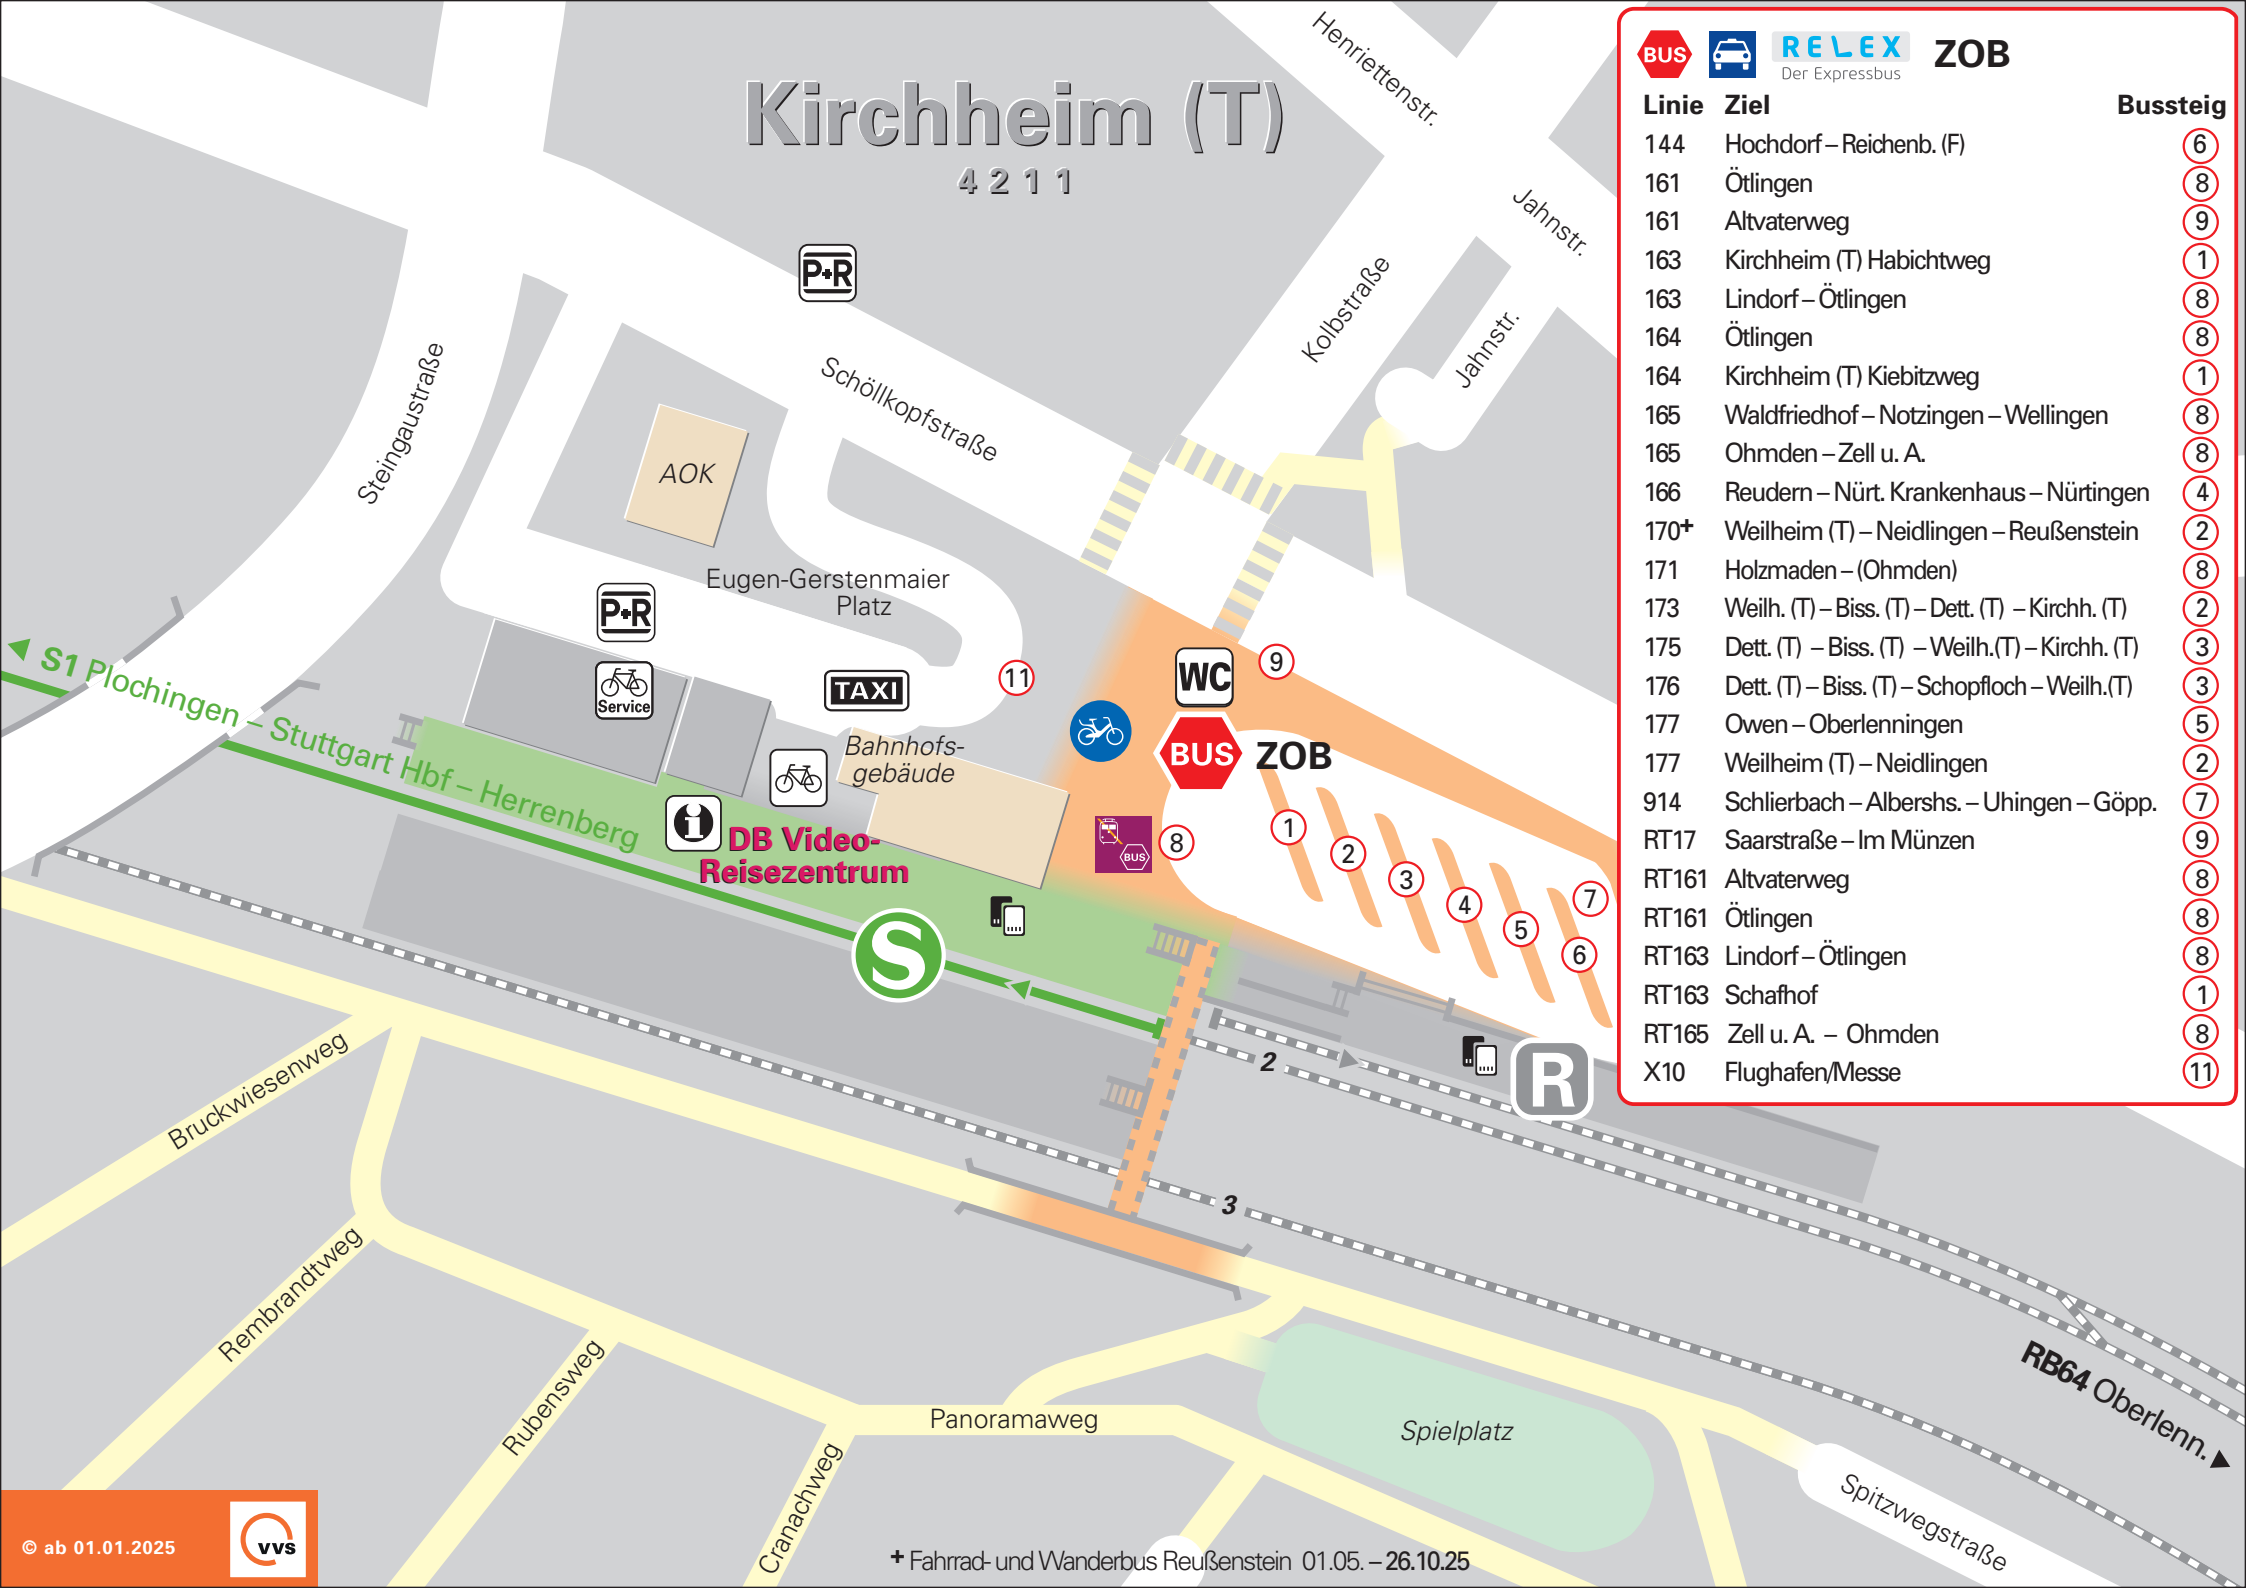 Kirchheim (T)
4211
BUS
RELEX
Der Expressbus
ZOB
Linie Ziel Bussteig
144 Hochdorf – Reichenb. (F) 6
161 Ötlingen 8
161 Altvaterweg 9
163 Kirchheim (T) Habichtweg 1
163 Lindorf – Ötlingen 8
164 Ötlingen 8
164 Kirchheim (T) Kiebitzweg 1
165 Waldfriedhof – Notzingen – Wellingen 8
165 Ohmden – Zell u. A. 8
166 Reudern – Nürt. Krankenhaus – Nürtingen 4
170+ Weilheim (T) – Neidlingen – Reußenstein 2
171 Holzmaden – (Ohmden) 8
173 Weilh. (T) – Biss. (T) – Dett. (T) – Kirchh. (T) 2
175 Dett. (T) – Biss. (T) – Weilh.(T) – Kirchh. (T) 3
176 Dett. (T) – Biss. (T) – Schopfloch – Weilh.(T) 3
177 Owen – Oberlenningen 5
177 Weilheim (T) – Neidlingen 2
914 Schlierbach – Albershs. – Uhingen – Göpp. 7
RT17 Saarstraße – Im Münzen 9
RT161 Altvaterweg 8
RT161 Ötlingen 8
RT163 Lindorf – Ötlingen 8
RT163 Schafhof 1
RT165 Zell u. A. – Ohmden 8
X10 Flughafen/Messe 11
Henriettenstr.
Jahnstr.
Jahnstr.
Kolbstraße
P+R
Schöllkopfstraße
Steingaustraße
AOK
Eugen-Gerstenmaier
Platz
P+R
Service
TAXI
11
WC
9
BUS ZOB
Bahnhofs-
gebäude
S1 Plochingen – Stuttgart Hbf – Herrenberg
i
DB Video-
Reisezentrum
BUS
8
1
2
3
4
5
6
7
S
R
2
3
RB64 Oberlenn.
Bruckwiesenweg
Rembrandtweg
Rubensweg
Cranachweg
Panoramaweg
Spielplatz
Spitzwegstraße
© ab 01.01.2025
vvs
+ Fahrrad- und Wanderbus Reußenstein 01.05. – 26.10.25